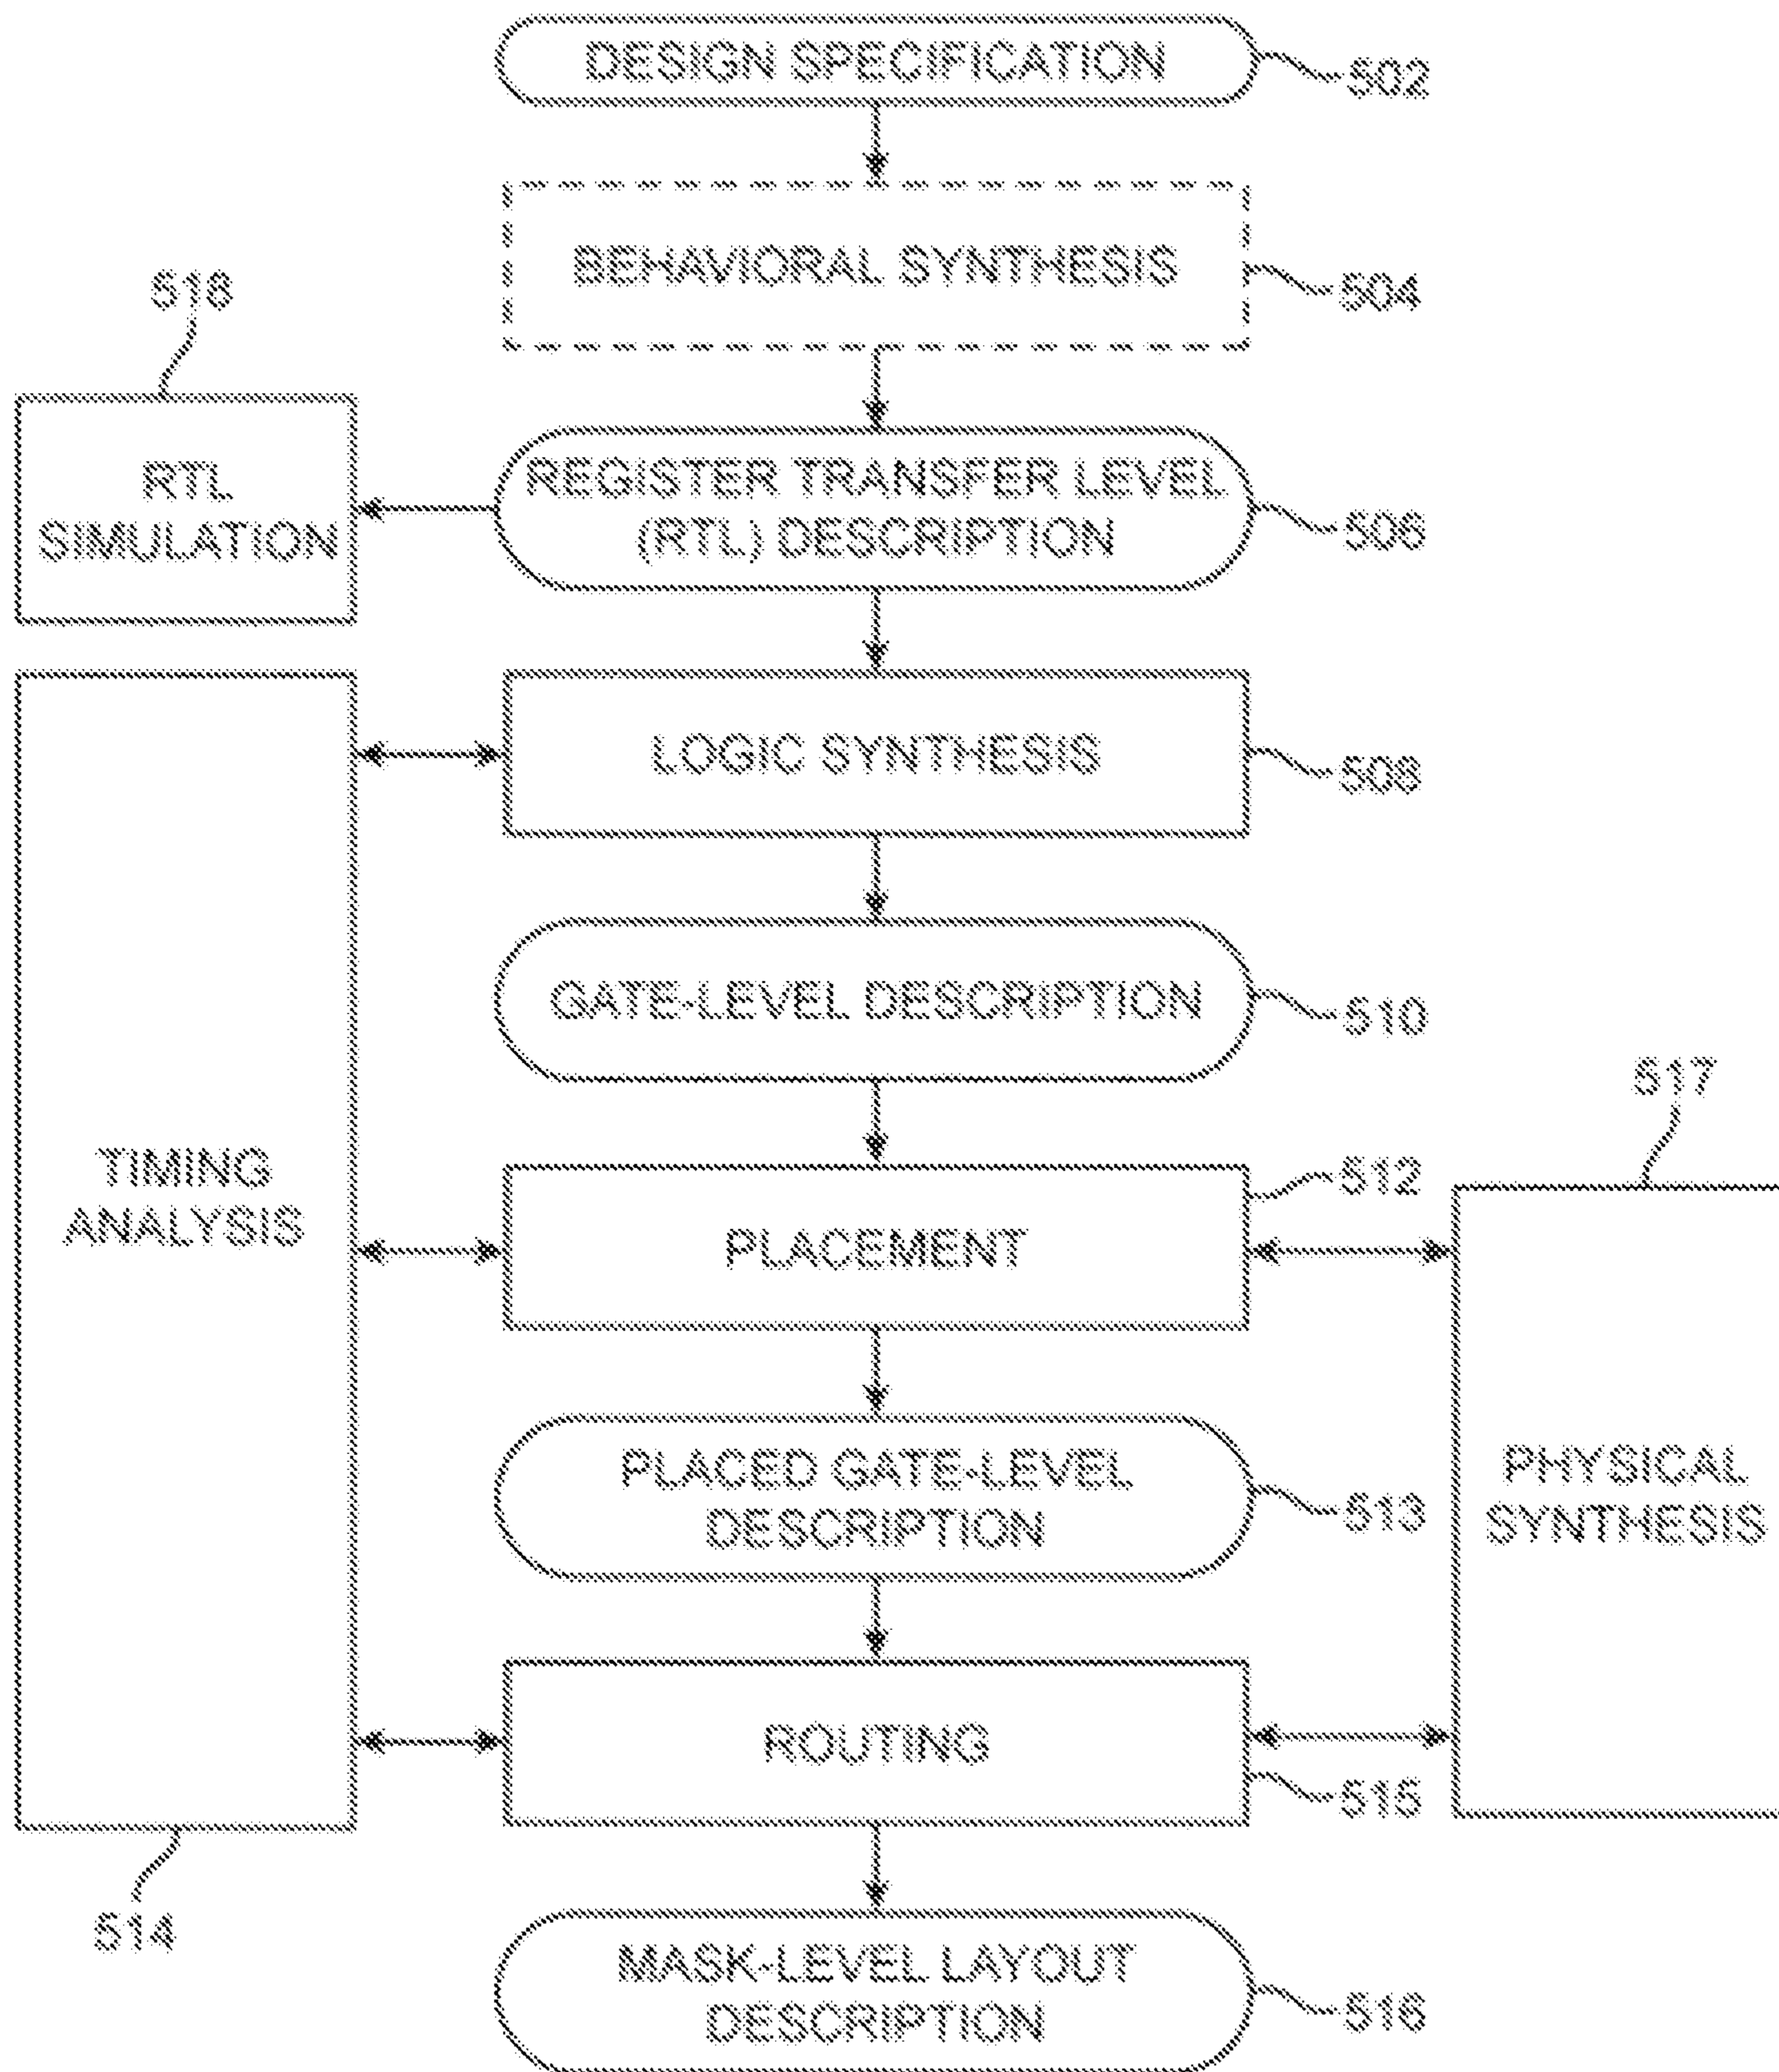 DESIGN SPECIFICATION
502
BEHAVIORAL SYNTHESIS
504
518
RTL
SIMULATION
REGISTER TRANSFER LEVEL
(RTL) DESCRIPTION
506
LOGIC SYNTHESIS
508
GATE-LEVEL DESCRIPTION
510
TIMING
ANALYSIS
517
512
PLACEMENT
PLACED GATE-LEVEL
DESCRIPTION
513
PHYSICAL
SYNTHESIS
ROUTING
515
514
MASK-LEVEL LAYOUT
DESCRIPTION
516